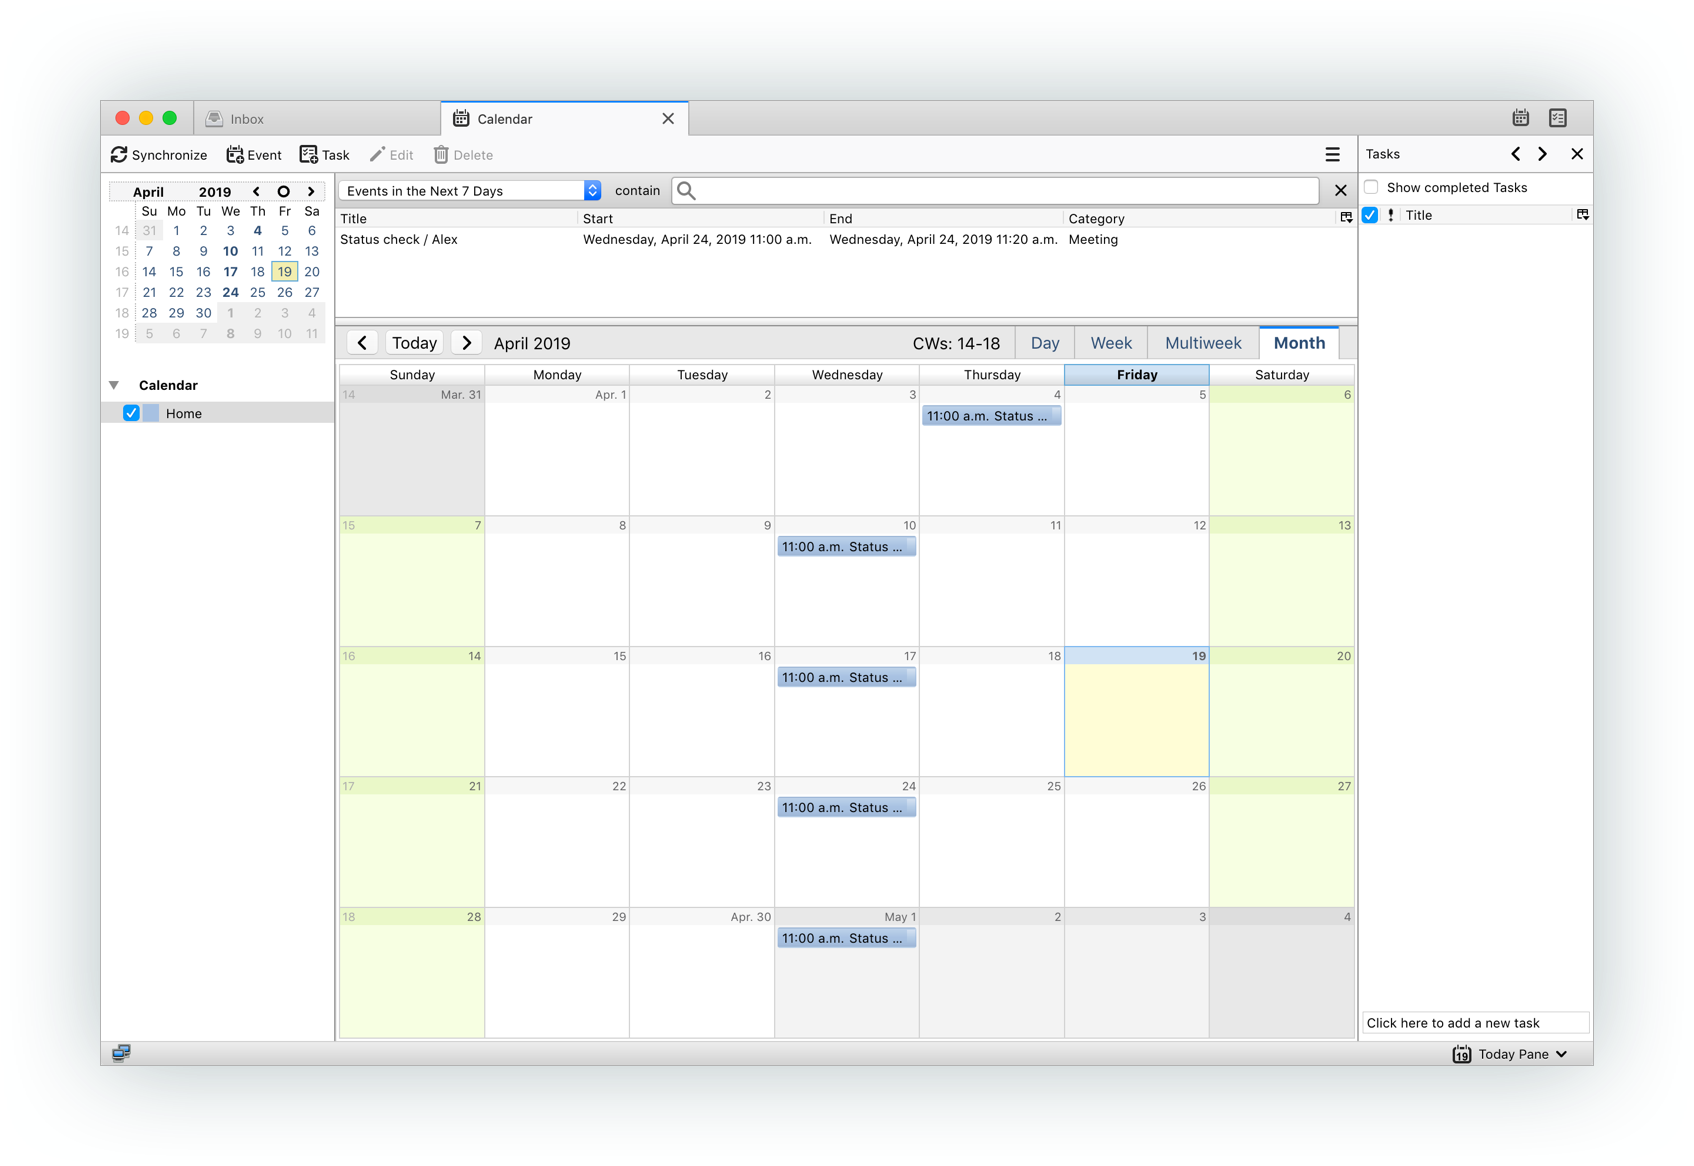 Inbox
Calendar
Synchronize Event Task Edit Delete
Tasks
April 2019
Su Mo Tu We Th Fr Sa
14 31 1 2 3 4 5 6
15 7 8 9 10 11 12 13
16 14 15 16 17 18 19 20
17 21 22 23 24 25 26 27
18 28 29 30 1 2 3 4
19 5 6 7 8 9 10 11
Calendar
Home
Events in the Next 7 Days contain
Title Start End Category
Status check / Alex Wednesday, April 24, 2019 11:00 a.m. Wednesday, April 24, 2019 11:20 a.m. Meeting
Today April 2019 CWs: 14-18 Day Week Multiweek Month
Sunday Monday Tuesday Wednesday Thursday Friday Saturday
14 Mar. 31 Apr. 1 2 3 4 5 6
11:00 a.m. Status ...
15 7 8 9 10 11 12 13
11:00 a.m. Status ...
16 14 15 16 17 18 19 20
11:00 a.m. Status ...
17 21 22 23 24 25 26 27
11:00 a.m. Status ...
18 28 29 Apr. 30 May 1 2 3 4
11:00 a.m. Status ...
Show completed Tasks
! Title
Click here to add a new task
19 Today Pane